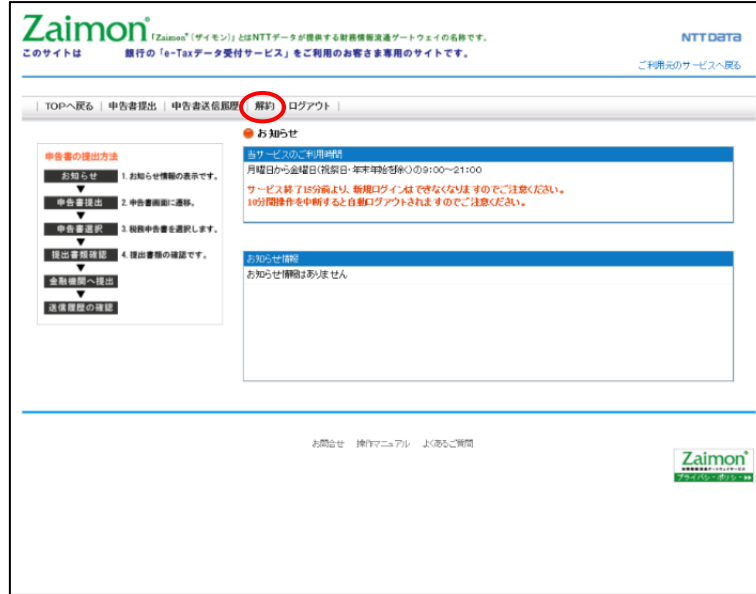 Zaimon®
「Zaimon®(ザイモン)」とはNTTデータが提供する財務情報流通ゲートウェイの名称です。
NTT DATA
このサイトは 銀行の「e-Taxデータ受付サービス」をご利用のお客さま専用のサイトです。
ご利用元のサービスへ戻る
| TOPへ戻る | 申告書提出 | 申告書送信履歴 | 解約 | ログアウト |
お知らせ
申告書の提出方法
お知らせ 1.お知らせ情報の表示です。
▼
申告書提出 2.申告書画面に遷移。
▼
申告書選択 3.税務申告書を選択します。
▼
提出書類確認 4.提出書類の確認です。
▼
金融機関へ提出
▼
送信履歴の確認
当サービスのご利用時間
月曜日から金曜日(祝祭日・年末年始を除く)の9:00～21:00
サービス終了15分前より、新規ログインはできなくなりますのでご注意ください。
10分間操作を中断すると自動ログアウトされますのでご注意ください。
お知らせ情報
お知らせ情報はありません
お問合せ 操作マニュアル よくあるご質問
Zaimon®
プライバシ・ポリシ・